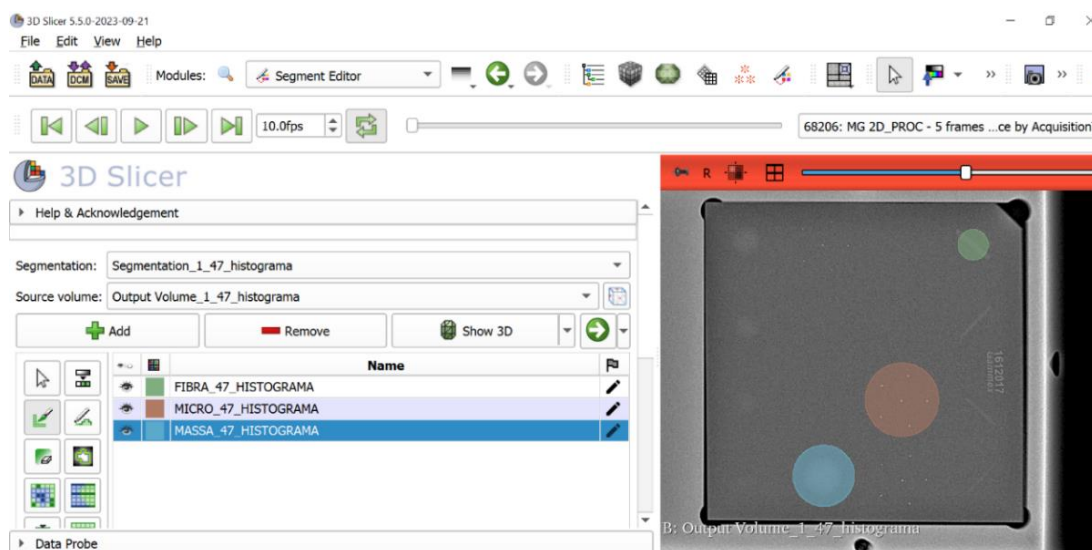 3D Slicer 5.5.0-2023-09-21
File Edit View Help
DATA DCM SAVE Modules: Segment Editor
10.0fps 68206: MG 2D_PROC - 5 frames ...ce by Acquisition
3D Slicer
R
Help & Acknowledgement
Segmentation: Segmentation_1_47_histograma
Source volume: Output Volume_1_47_histograma
Add Remove Show 3D
Name
FIBRA_47_HISTOGRAMA
MICRO_47_HISTOGRAMA
MASSA_47_HISTOGRAMA
1612017
B: Output Volume_1_47_histograma
Data Probe